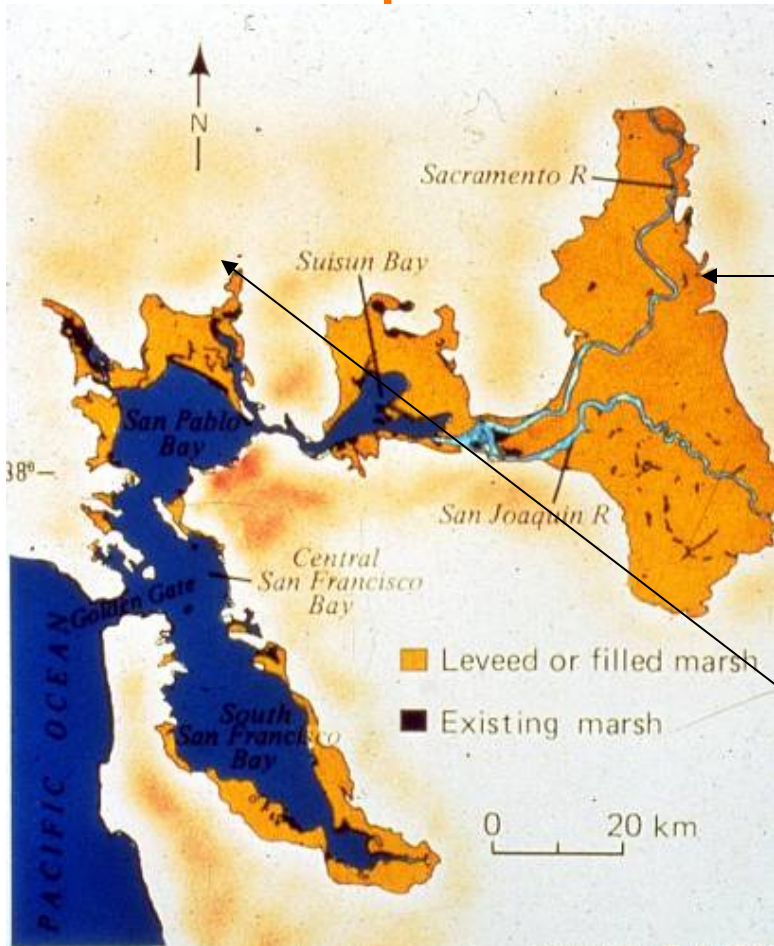 N
Sacramento R
Suisun Bay
San Pablo
Bay
38°
San Joaquin R
Central
San Francisco
Bay
Golden Gate
PACIFIC OCEAN
Leveed or filled marsh
Existing marsh
South
San Francisco
Bay
0 20 km